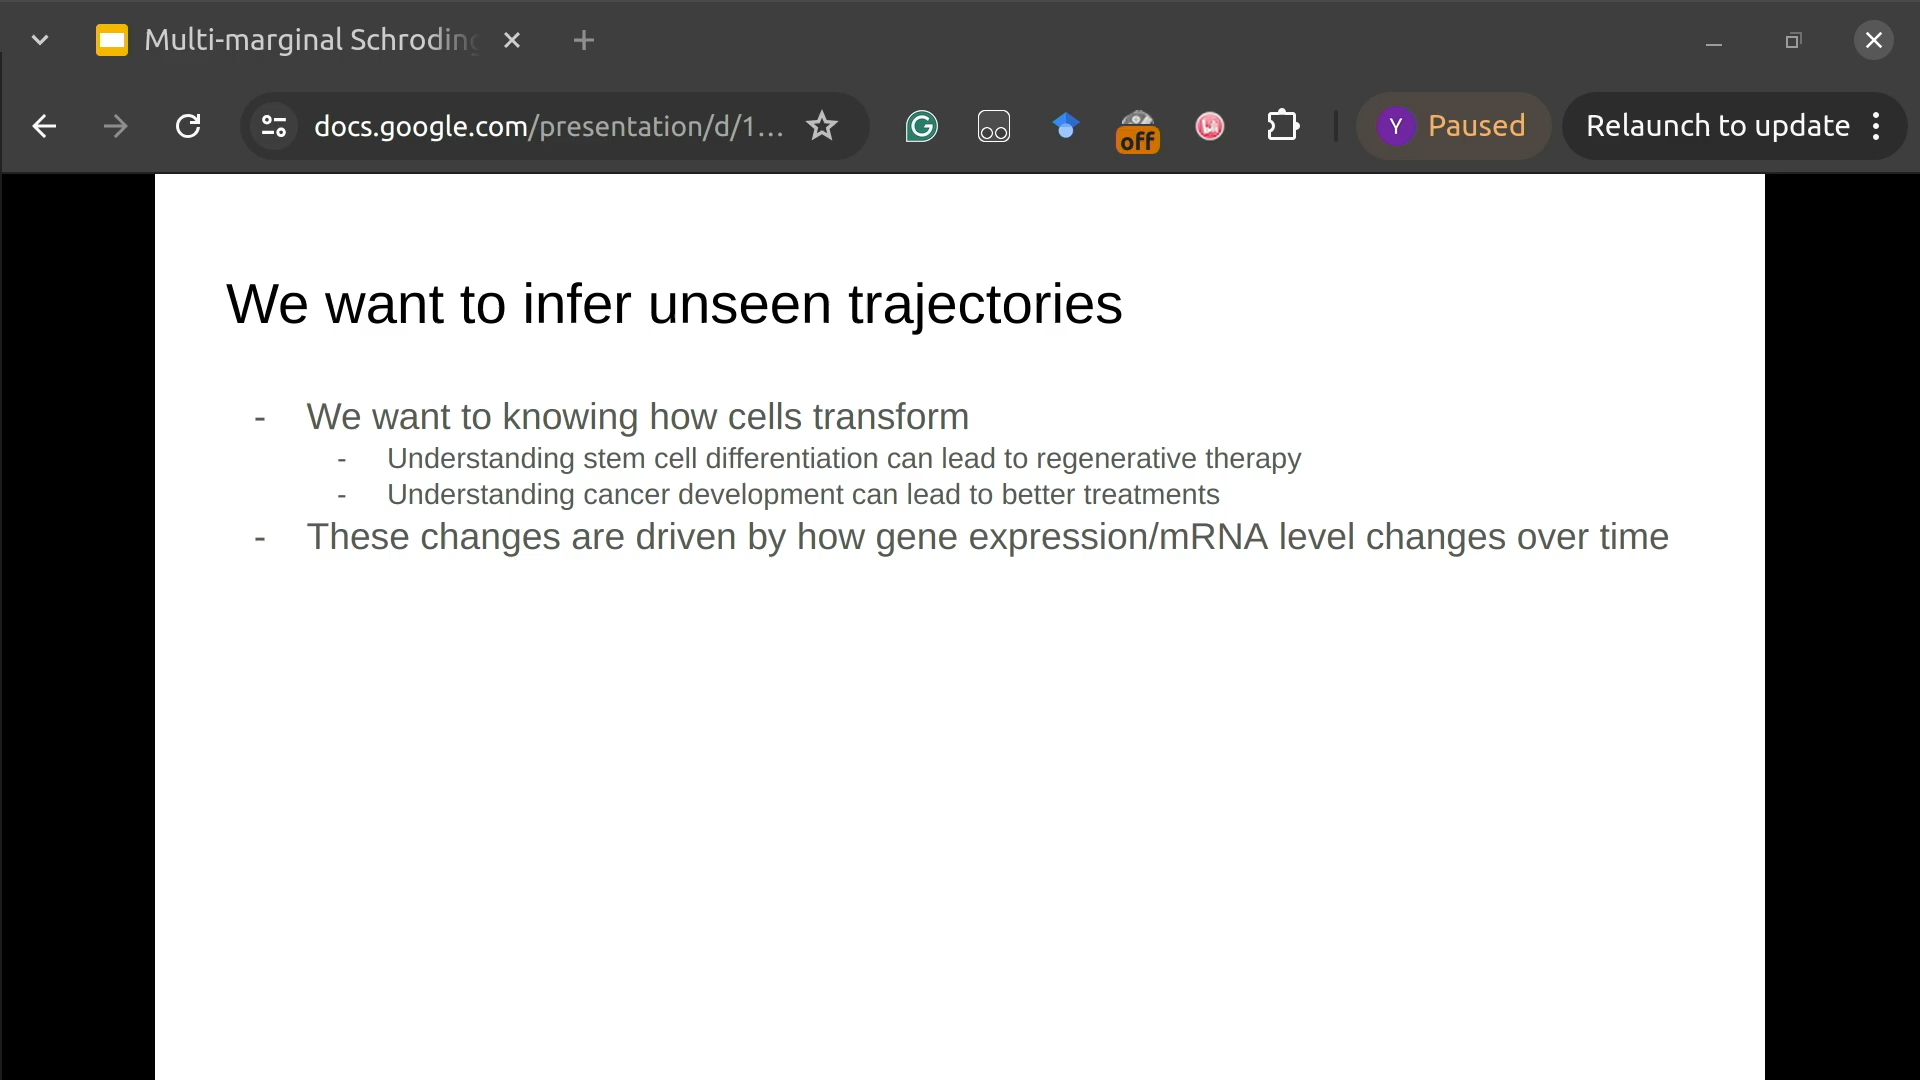 Multi-marginal Schroding
docs.google.com/presentation/d/1...
off
Y
Paused
Relaunch to update
We want to infer unseen trajectories
- We want to knowing how cells transform
- Understanding stem cell differentiation can lead to regenerative therapy
- Understanding cancer development can lead to better treatments
- These changes are driven by how gene expression/mRNA level changes over time